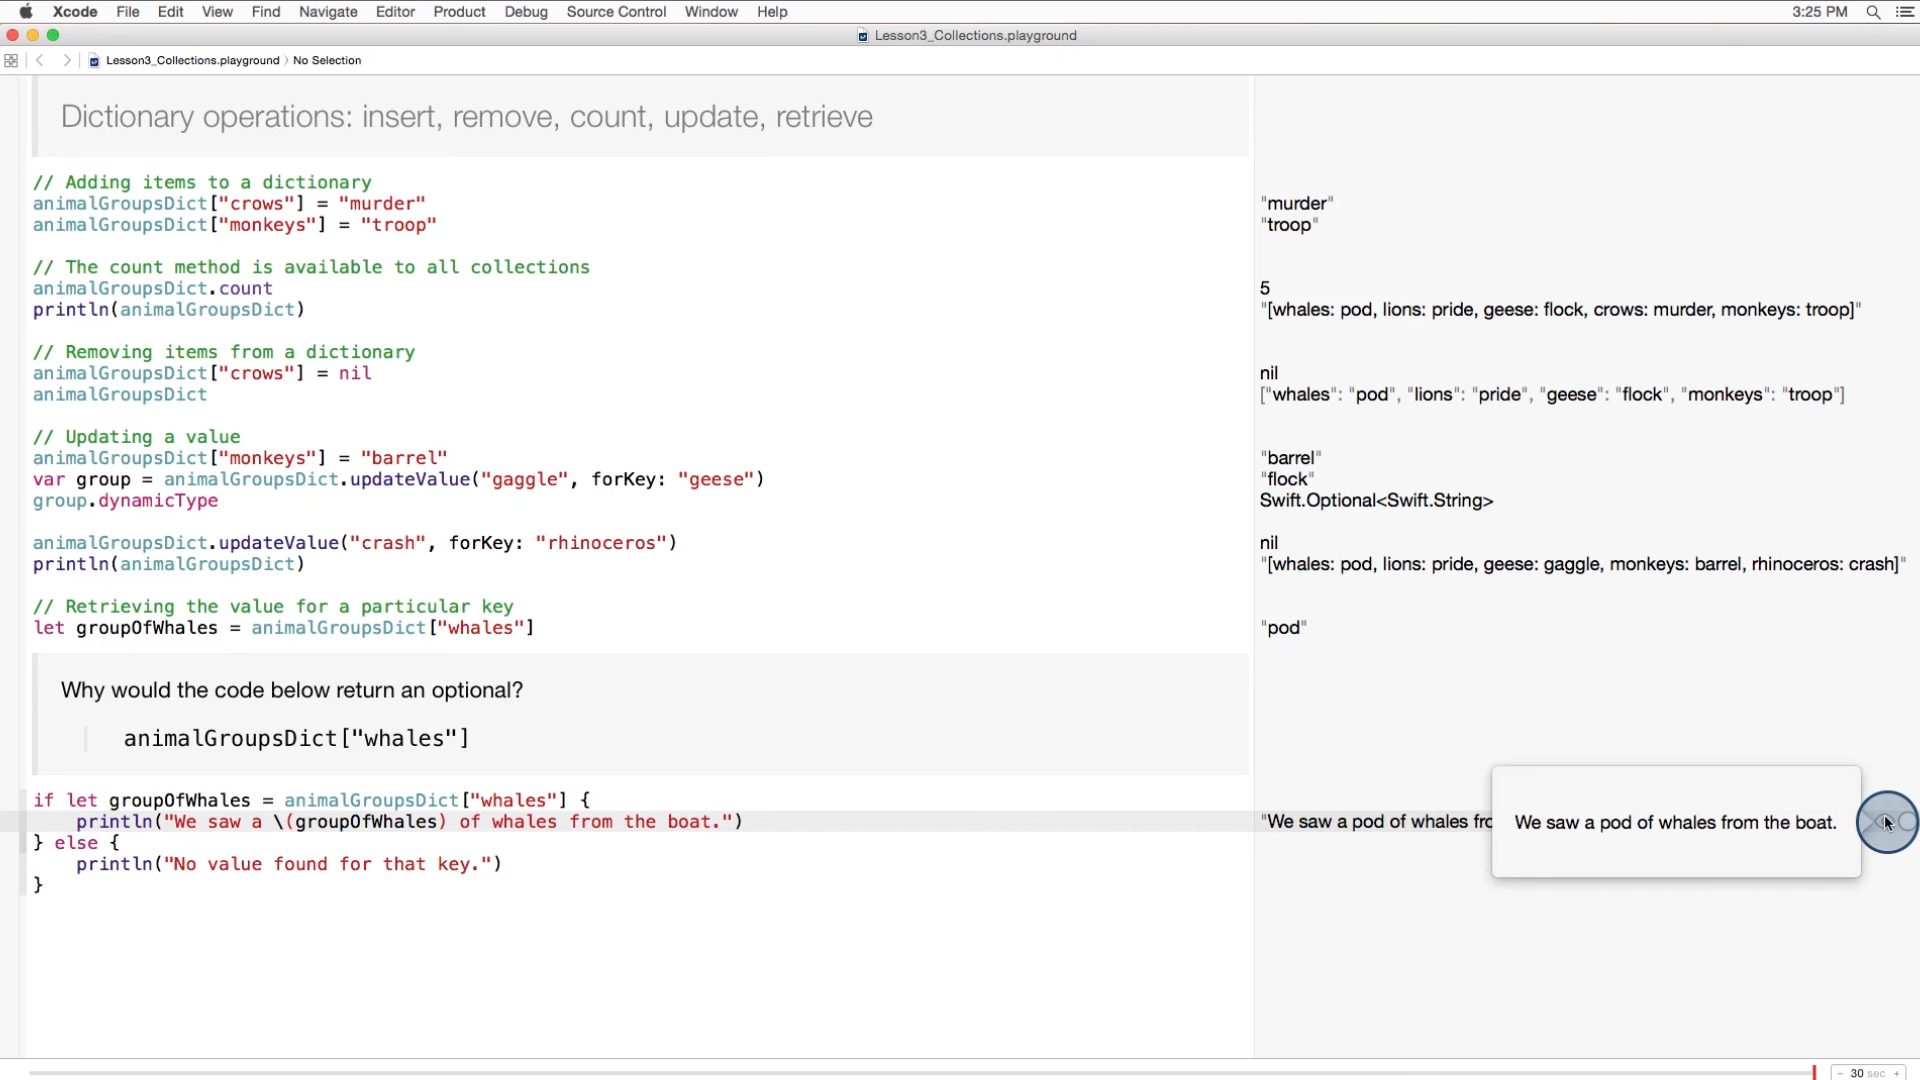 Xcode File Edit View Find Navigate Editor Product Debug Source Control Window Help 3:25 PM
Lesson3_Collections.playground
Lesson3_Collections.playground No Selection
Dictionary operations: insert, remove, count, update, retrieve
// Adding items to a dictionary
animalGroupsDict["crows"] = "murder" "murder"
animalGroupsDict["monkeys"] = "troop" "troop"
// The count method is available to all collections
animalGroupsDict.count 5
println(animalGroupsDict) "[whales: pod, lions: pride, geese: flock, crows: murder, monkeys: troop]"
// Removing items from a dictionary
animalGroupsDict["crows"] = nil nil
animalGroupsDict ["whales": "pod", "lions": "pride", "geese": "flock", "monkeys": "troop"]
// Updating a value
animalGroupsDict["monkeys"] = "barrel" "barrel"
var group = animalGroupsDict.updateValue("gaggle", forKey: "geese") "flock"
group.dynamicType Swift.Optional<Swift.String>
animalGroupsDict.updateValue("crash", forKey: "rhinoceros") nil
println(animalGroupsDict) "[whales: pod, lions: pride, geese: gaggle, monkeys: barrel, rhinoceros: crash]"
// Retrieving the value for a particular key
let groupOfWhales = animalGroupsDict["whales"] "pod"
Why would the code below return an optional?
animalGroupsDict["whales"]
if let groupOfWhales = animalGroupsDict["whales"] {
println("We saw a \(groupOfWhales) of whales from the boat.") "We saw a pod of whales fro We saw a pod of whales from the boat.
} else {
println("No value found for that key.")
}
- 30 sec +